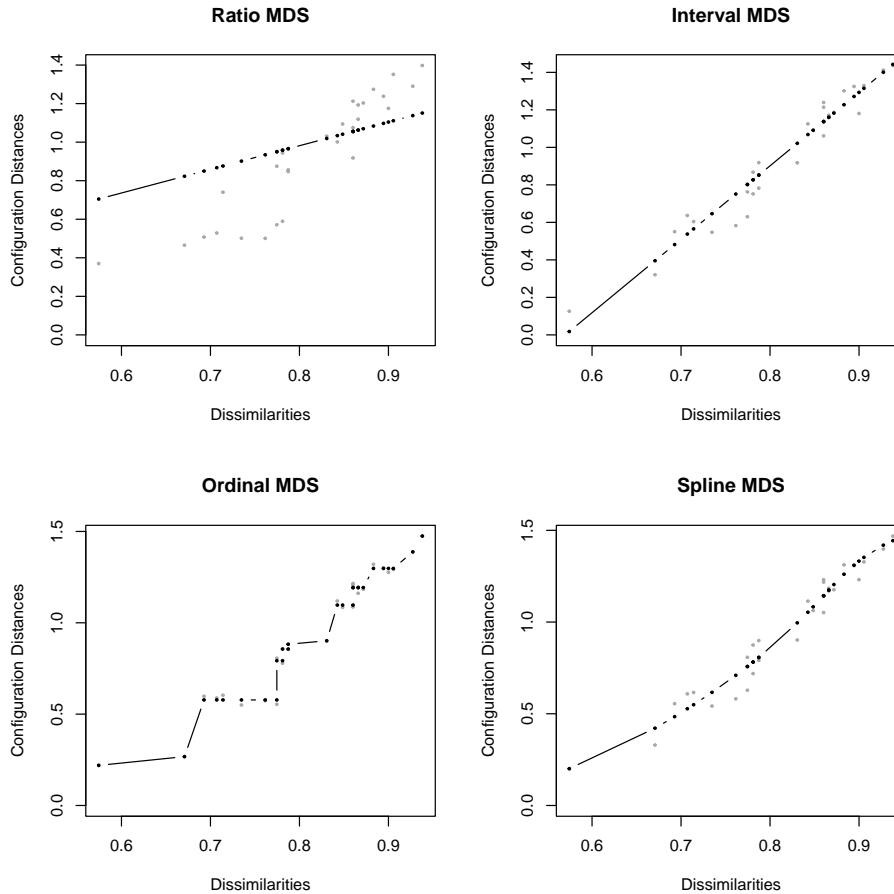 Ratio MDS
Configuration Distances
0.0 0.2 0.4 0.6 0.8 1.0 1.2 1.4
0.6 0.7 0.8 0.9
Dissimilarities
Interval MDS
Configuration Distances
0.0 0.2 0.4 0.6 0.8 1.0 1.2 1.4
0.6 0.7 0.8 0.9
Dissimilarities
Ordinal MDS
Configuration Distances
0.0 0.5 1.0 1.5
0.6 0.7 0.8 0.9
Dissimilarities
Spline MDS
Configuration Distances
0.0 0.5 1.0 1.5
0.6 0.7 0.8 0.9
Dissimilarities